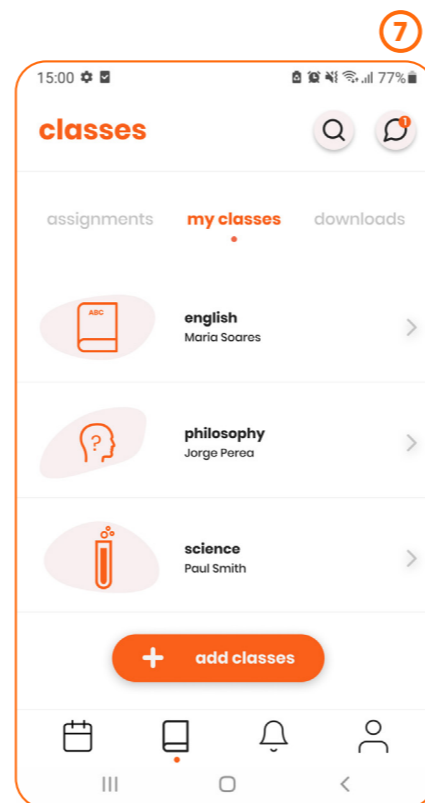 7
15:00 77%
classes
1
assignments my classes downloads
ABC
english
Maria Soares
?
philosophy
Jorge Perea
science
Paul Smith
+ add classes